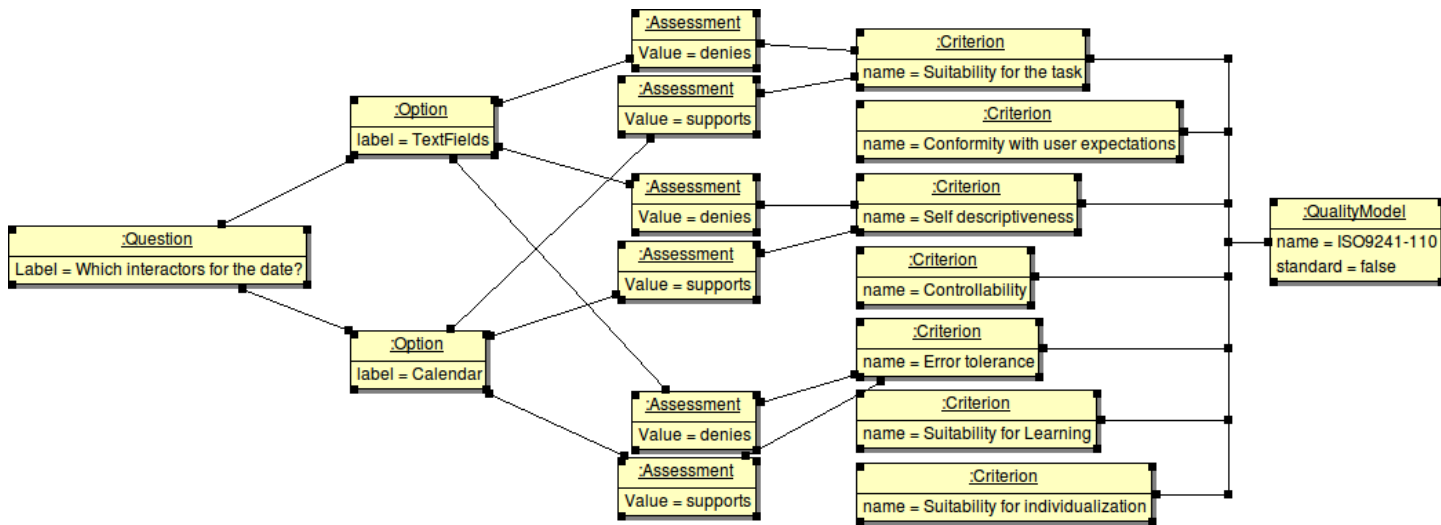 :Question
Label = Which interactors for the date?
:Option
label = TextFields
:Option
label = Calendar
:Assessment
Value = denies
:Assessment
Value = supports
:Assessment
Value = denies
:Assessment
Value = supports
:Assessment
Value = denies
:Assessment
Value = supports
:Criterion
name = Suitability for the task
:Criterion
name = Conformity with user expectations
:Criterion
name = Self descriptiveness
:Criterion
name = Controllability
:Criterion
name = Error tolerance
:Criterion
name = Suitability for Learning
:Criterion
name = Suitability for individualization
:QualityModel
name = ISO9241-110
standard = false